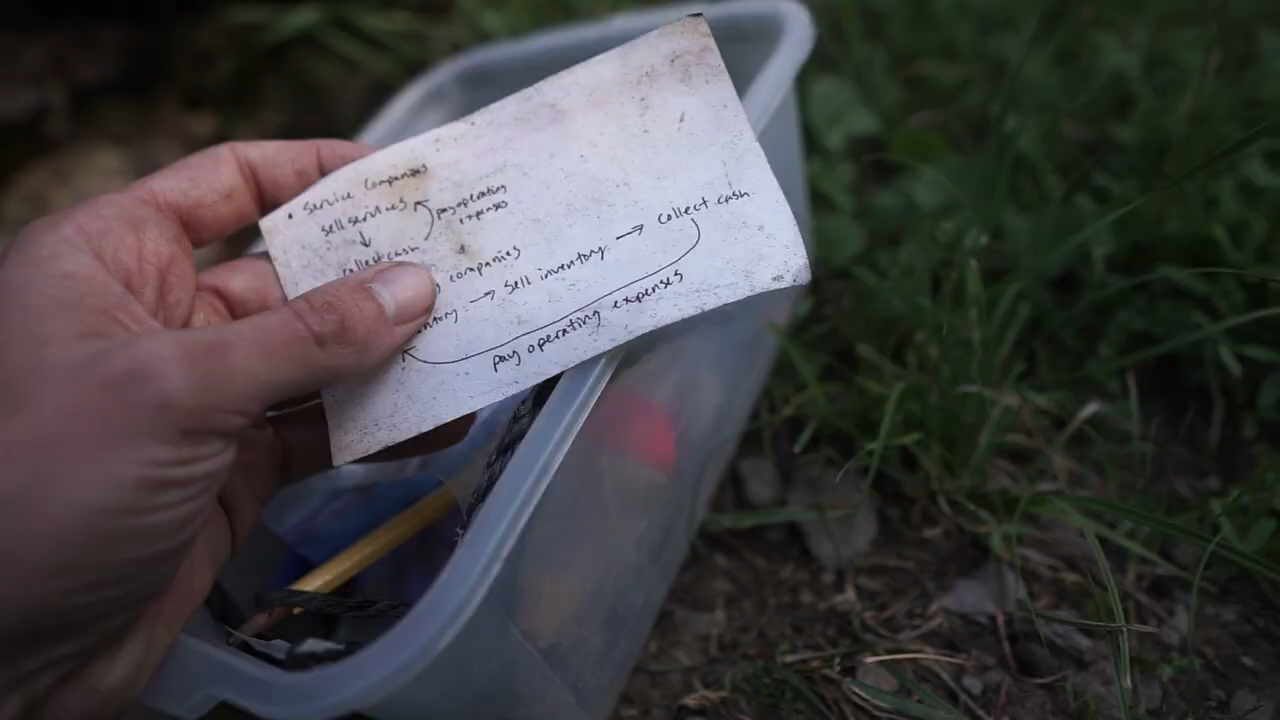 • Service Companies
sell services
pay operating
expenses
↓
collect cash
companies
→ Sell inventory → collect cash
pay operating expenses